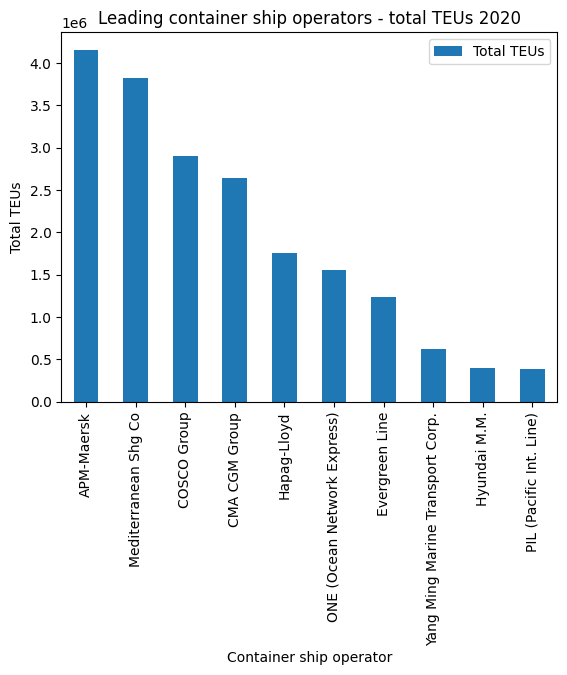 Leading container ship operators - total TEUs 2020
1e6
Total TEUs
4.0
3.5
3.0
2.5
2.0
1.5
1.0
0.5
0.0
Total TEUs
APM-Maersk
Mediterranean Shg Co
COSCO Group
CMA CGM Group
Hapag-Lloyd
ONE (Ocean Network Express)
Evergreen Line
Yang Ming Marine Transport Corp.
Hyundai M.M.
PIL (Pacific Int. Line)
Container ship operator